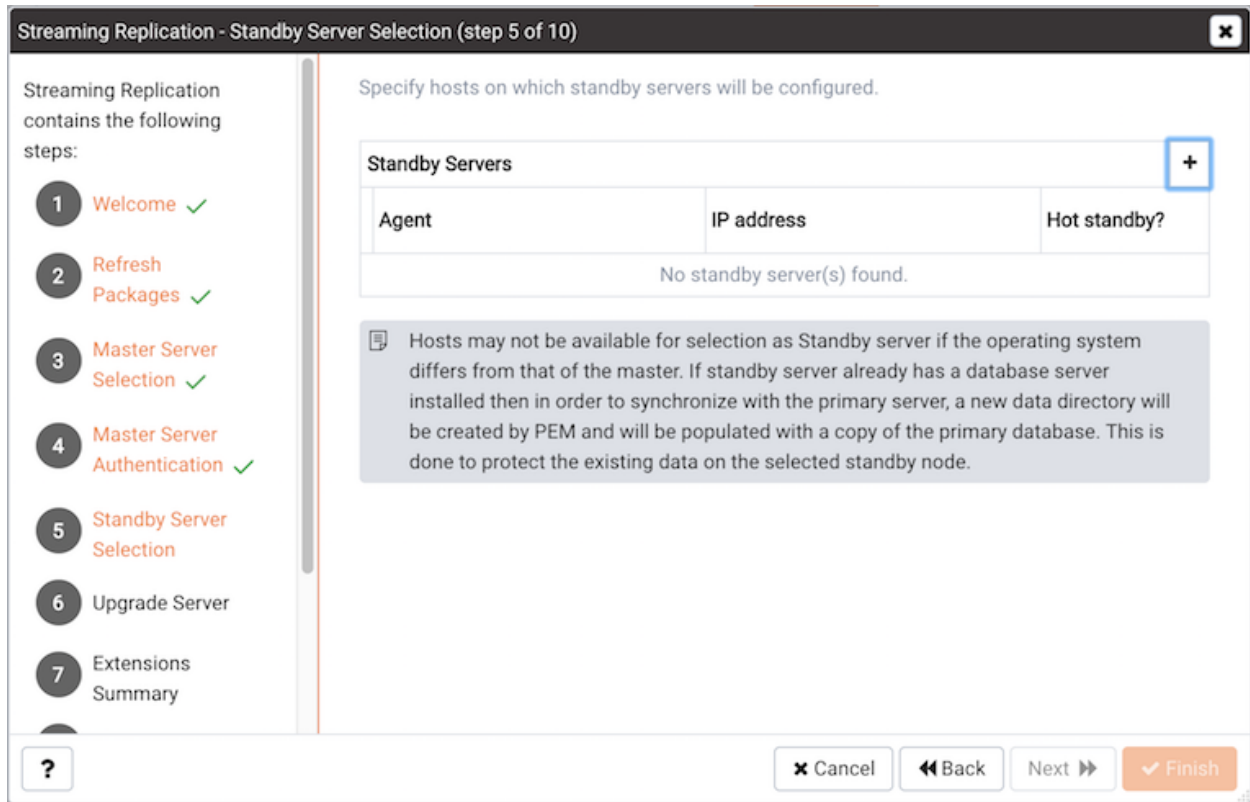 Streaming Replication - Standby Server Selection (step 5 of 10)
Streaming Replication
contains the following
steps:
1 Welcome
2 Refresh
Packages
3 Master Server
Selection
4 Master Server
Authentication
5 Standby Server
Selection
6 Upgrade Server
7 Extensions
Summary
Specify hosts on which standby servers will be configured.
Standby Servers +
Agent IP address Hot standby?
No standby server(s) found.
Hosts may not be available for selection as Standby server if the operating system
differs from that of the master. If standby server already has a database server
installed then in order to synchronize with the primary server, a new data directory will
be created by PEM and will be populated with a copy of the primary database. This is
done to protect the existing data on the selected standby node.
? Cancel Back Next Finish